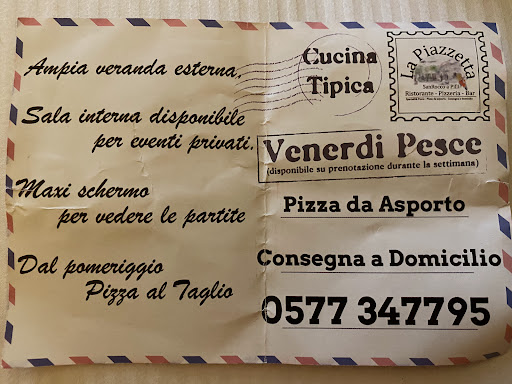 Ampia veranda esterna,
Sala interna disponibile
per eventi privati,
Maxi schermo
per vedere le partite
Dal pomeriggio
Pizza al Taglio
Cucina
Tipica
La Piazzetta
SanRocco a Pilli
Ristorante - Pizzeria - Bar
Venerdi Pesce
(disponibile su prenotazione durante la settimana)
Pizza da Asporto
Consegna a Domicilio
0577 347795